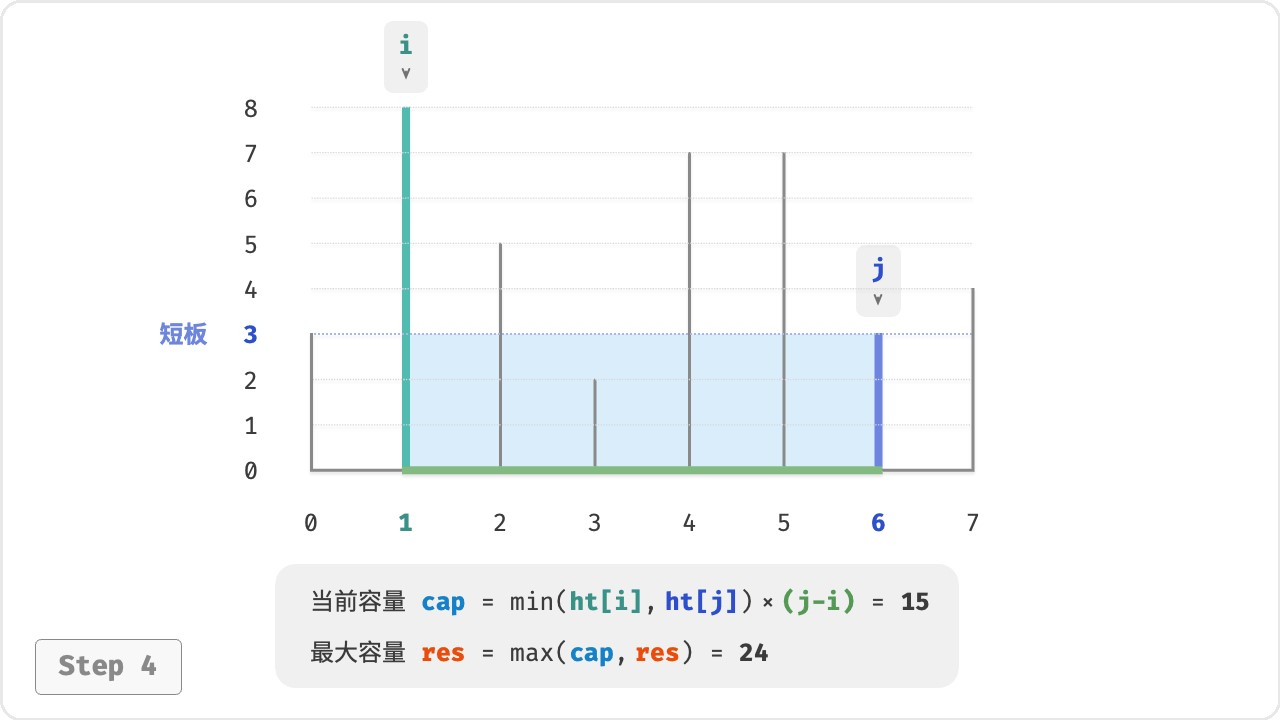 i
8
7
6
5
j
4
短板 3
2
1
0
0 1 2 3 4 5 6 7
当前容量 cap = min(ht[i], ht[j]) × (j-i) = 15
最大容量 res = max(cap, res) = 24
Step 4